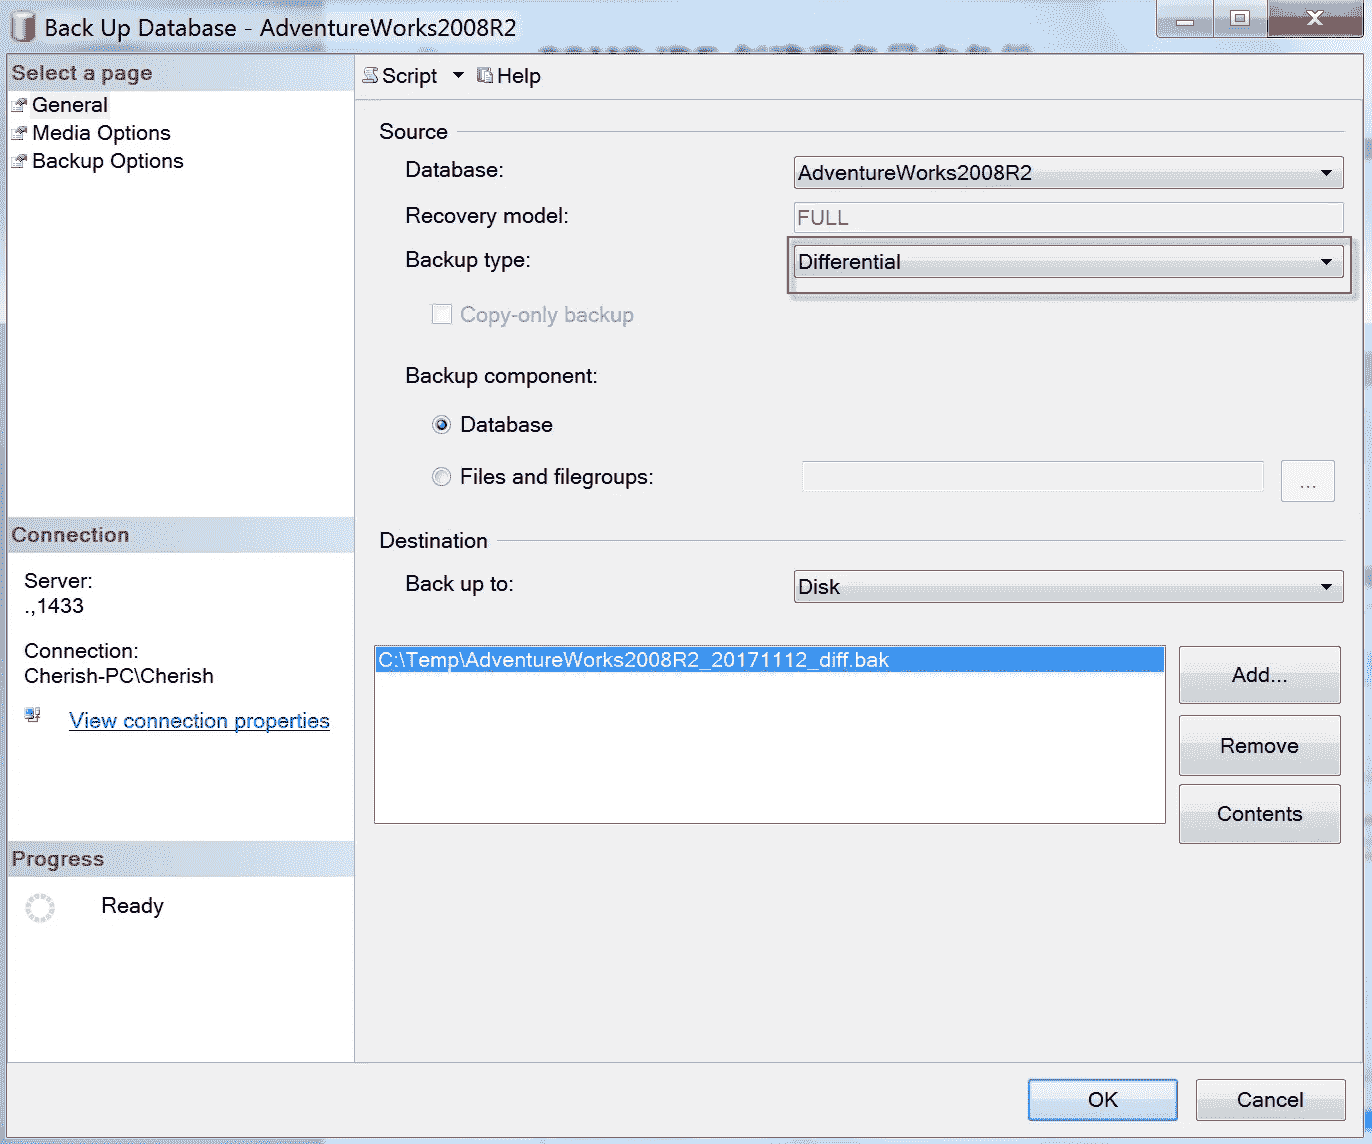 Back Up Database - AdventureWorks2008R2
Select a page
General
Media Options
Backup Options
Script
Help
Source
Database:
AdventureWorks2008R2
Recovery model:
FULL
Backup type:
Differential
Copy-only backup
Backup component:
Database
Files and filegroups:
...
Destination
Back up to:
Disk
C:\Temp\AdventureWorks2008R2_20171112_diff.bak
Add...
Remove
Contents
Connection
Server:
.,1433
Connection:
Cherish-PC\Cherish
View connection properties
Progress
Ready
OK
Cancel